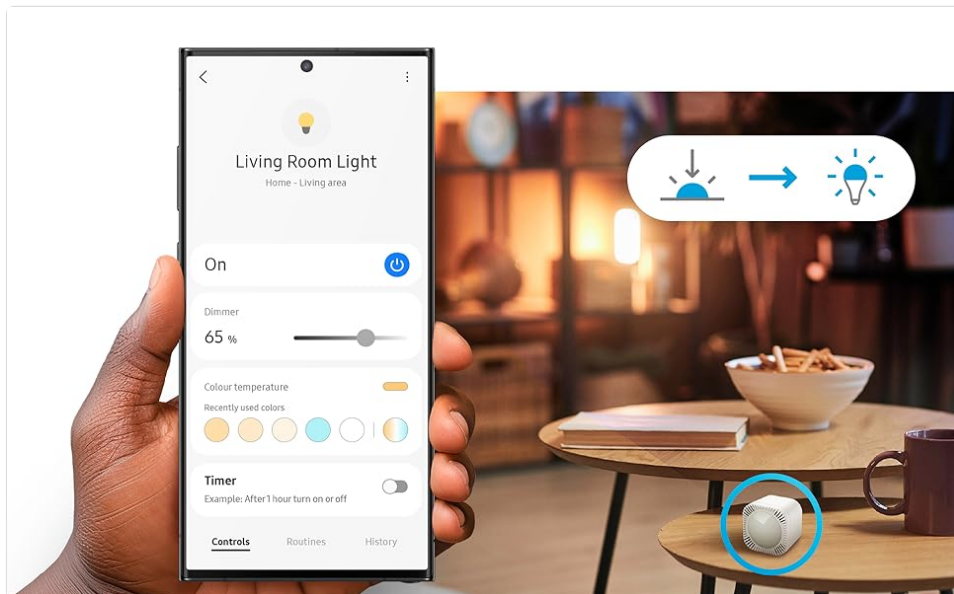 Living Room Light
Home - Living area
On
Dimmer
65 %
Colour temperature
Recently used colors
Timer
Example: After 1 hour turn on or off
Controls
Routines
History